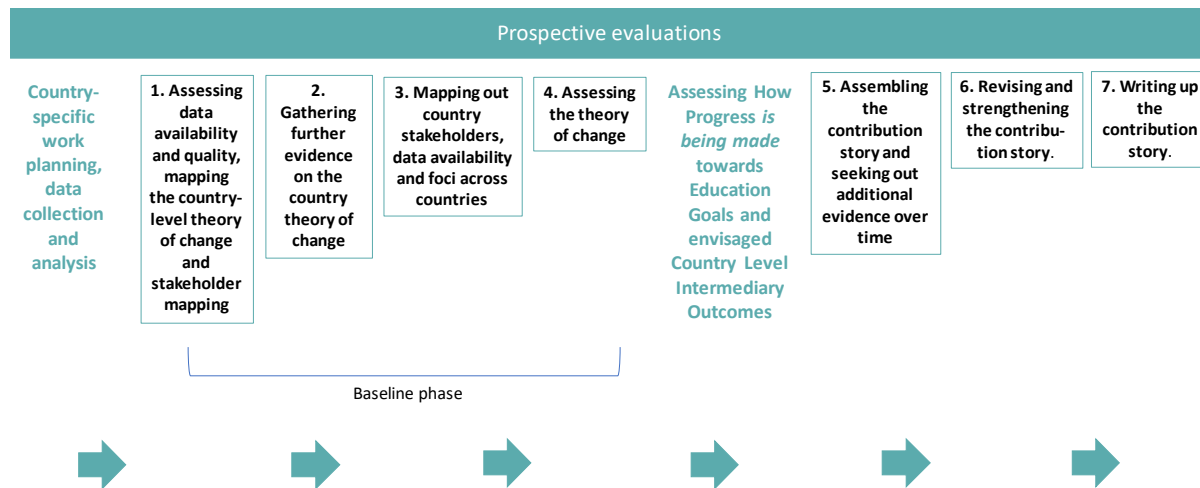 Prospective evaluations
Country-
specific
work
planning,
data
collection
and
analysis
1. Assessing
data
availability
and quality,
mapping
the country-
level theory
of change
and
stakeholder
mapping
2.
Gathering
further
evidence
on the
country
theory of
change
3. Mapping out
country
stakeholders,
data availability
and foci across
countries
4. Assessing
the theory
of change
Assessing How
Progress is
being made
towards
Education
Goals and
envisaged
Country Level
Intermediary
Outcomes
5. Assembling
the
contribution
story and
seeking out
additional
evidence over
time
6. Revising and
strengthening
the contribu-
tion story.
7. Writing up
the
contribution
story.
Baseline phase